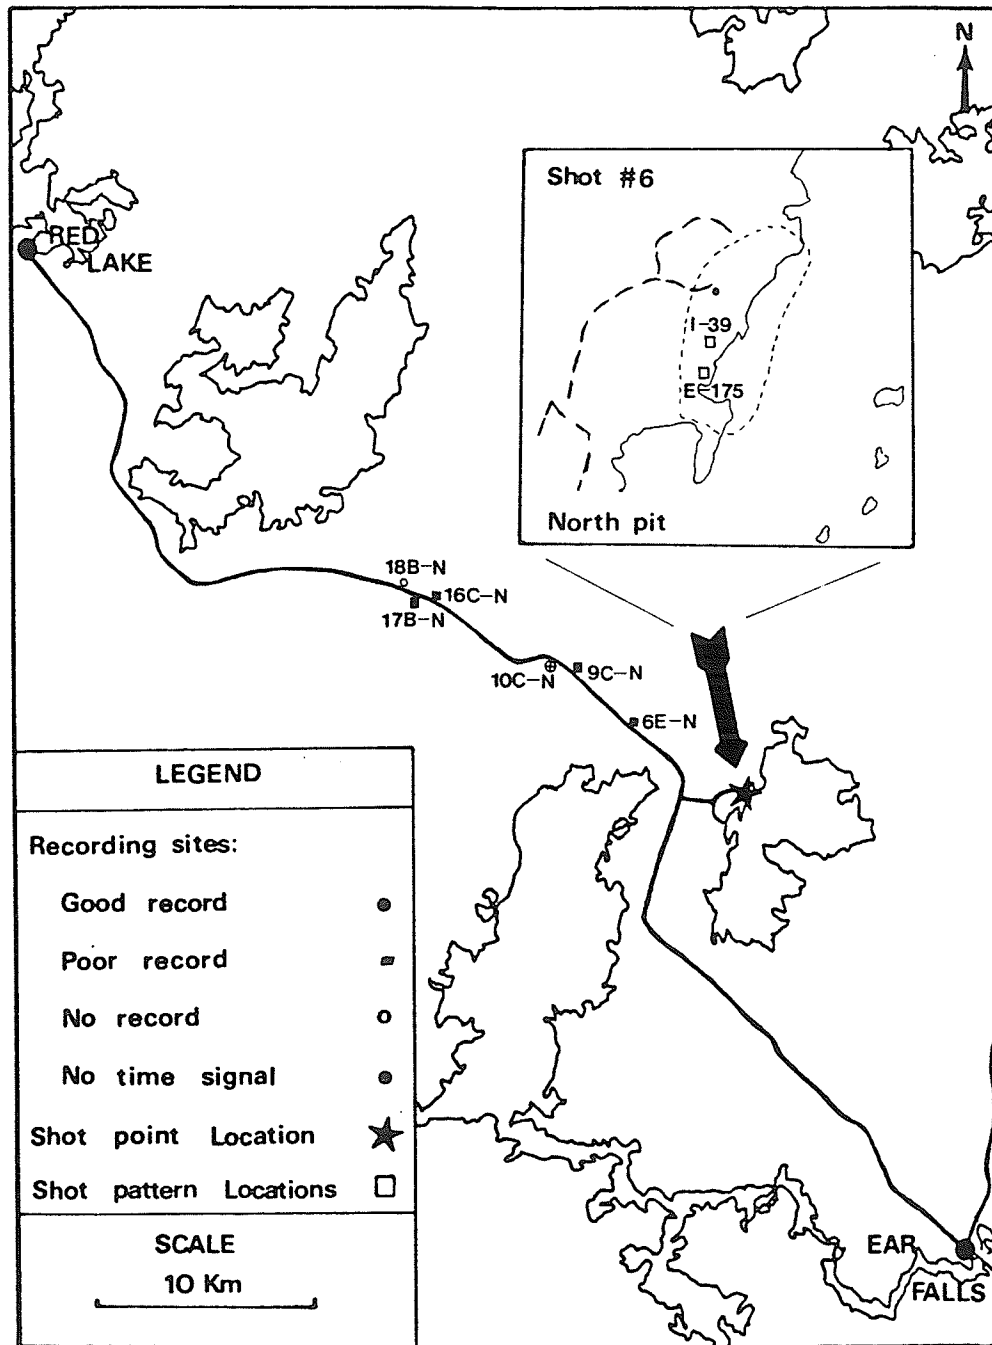 N
Shot #6
I-39
E-175
North pit
RED
LAKE
18B-N
16C-N
17B-N
10C-N
9C-N
6E-N
LEGEND
Recording sites:
Good record
Poor record
No record
No time signal
Shot point Location
Shot pattern Locations
SCALE
10 Km
EAR
FALLS